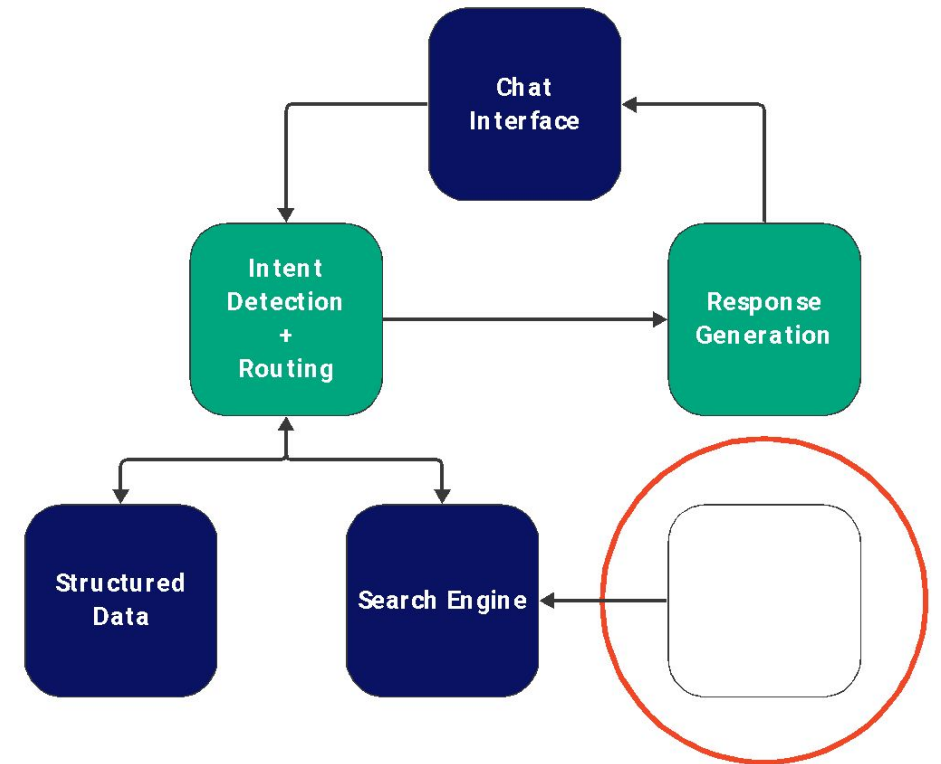 Chat
Interface
Intent
Detection
+
Routing
Response
Generation
Structured
Data
Search Engine